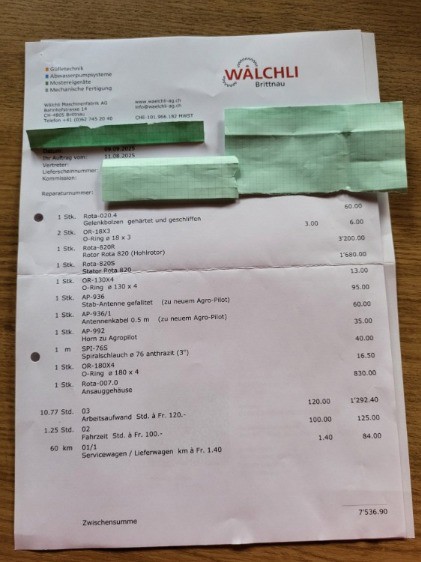 Gülletechnik
Abwasserpumpsysteme
Mostereigeräte
Mechanische Fertigung
WÄLCHLI
Brittnau
Wälchli Maschinenfabrik AG
Bahnhofstrasse
CH-4805 Brittnau
Telefon +41 (0)62 745 20 40
www.waelchli-ag.ch
info@waelchli-ag.ch
CHE-101.966.192 MWST
Ihr Auftrag vom: 11.08.2025
Vertreter:
Lieferscheinnummer
Kommission:
Reparaturnummer:
1 Stk. Rota-020.4 60.00
Gelenkbolzen gehärtet und geschliffen
2 Stk. OR-18X3 3.00 6.00
O-Ring ø 18 x 3
1 Stk. Rota-820R 3'200.00
Rotor Rota 820 (Hohlrotor)
1 Stk. Rota-820S 1'680.00
Stator Rota 820
1 Stk. OR-130X4 13.00
O-Ring ø 130 x 4
1 Stk. AP-936 95.00
Stab-Antenne gefaltet (zu neuem Agro-Pilot)
1 Stk. AP-936/1 60.00
Antennenkabel 0.5 m (zu neuem Agro-Pilot)
1 Stk. AP-992 35.00
Horn zu Agropilot
1 m SPI-76S 40.00
Spiralschlauch ø 76 anthrazit (3")
1 Stk. OR-180X4 16.50
O-Ring ø 180 x 4
1 Stk. Rota-007.0 830.00
Ansauggehäuse
10.77 Std. 03 120.00 1'292.40
Arbeitsaufwand Std. à Fr. 120.-
1.25 Std. 02 100.00 125.00
Fahrzeit Std. à Fr. 100.-
60 km 01/1 1.40 84.00
Servicewagen / Lieferwagen km à Fr. 1.40
Zwischensumme 7'536.90